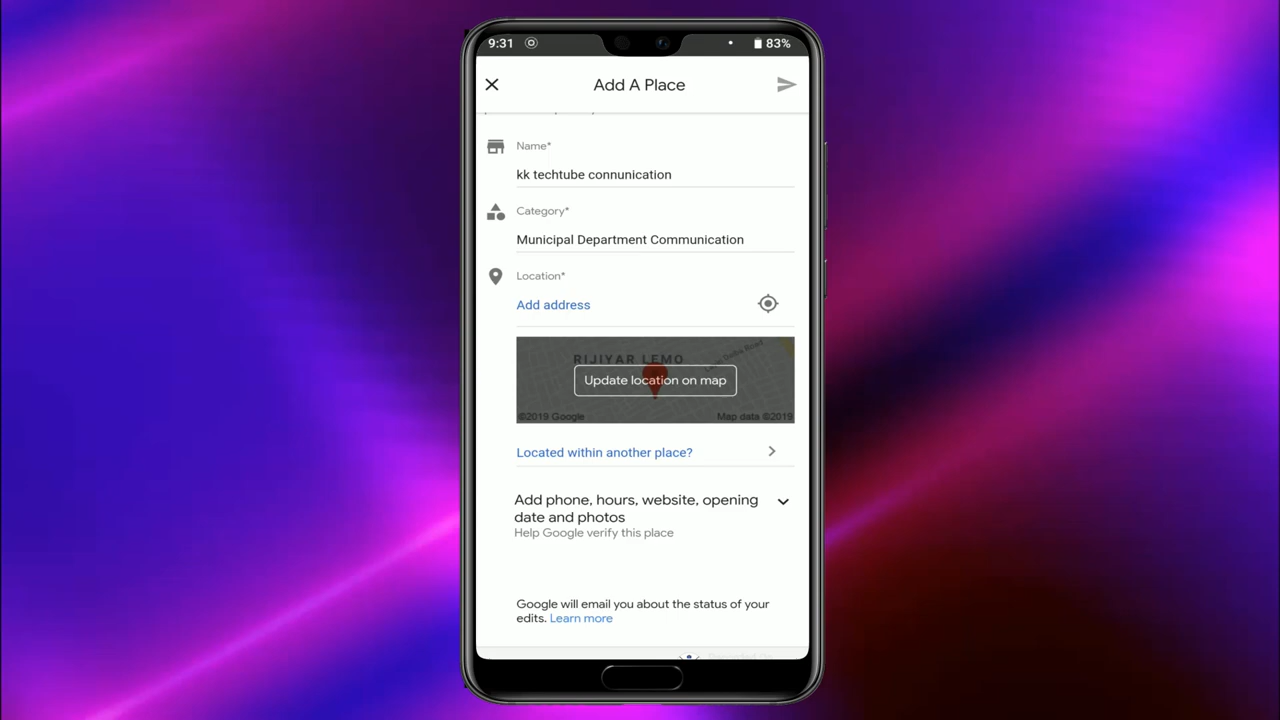 9:31
83%
Add A Place
Name*
kk techtube connunication
Category*
Municipal Department Communication
Location*
Add address
RIJIYAR LEMO
Update location on map
©2019 Google
Map data ©2019
Located within another place?
Add phone, hours, website, opening
date and photos
Help Google verify this place
Google will email you about the status of your
edits. Learn more